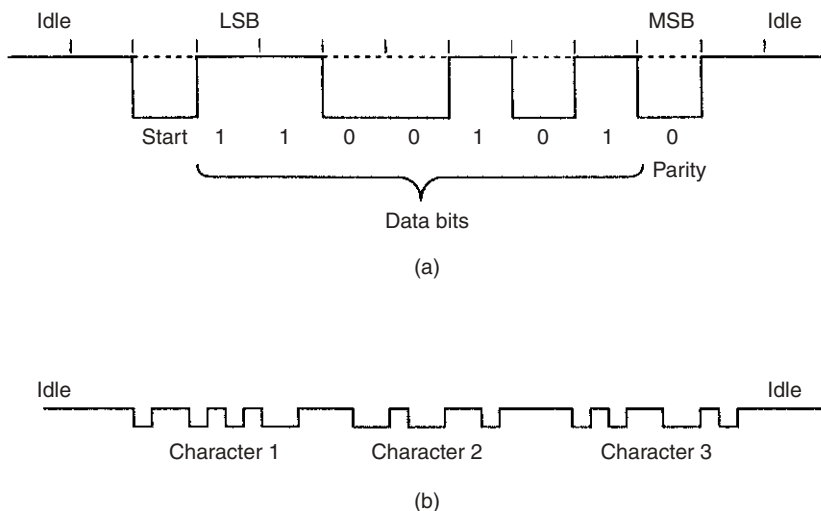 Idle LSB MSB Idle
Start 1 1 0 0 1 0 1 0
Parity
Data bits
(a)
Idle Idle
Character 1 Character 2 Character 3
(b)